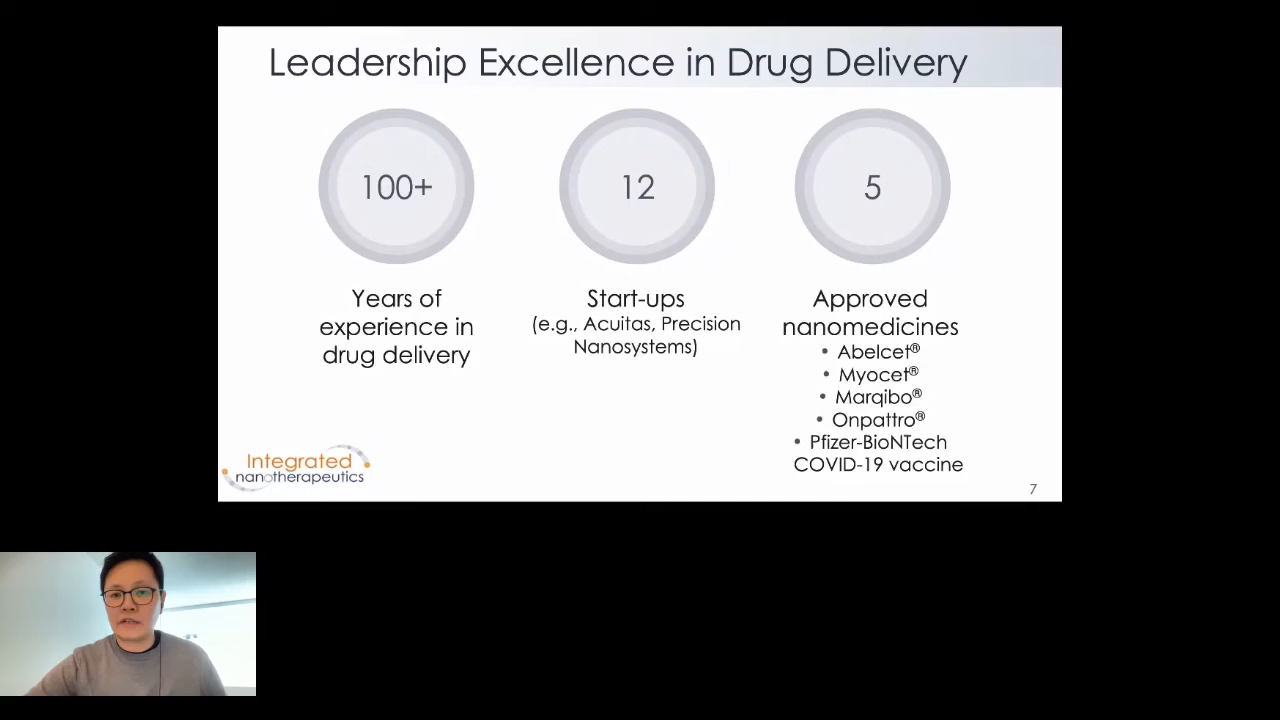 Leadership Excellence in Drug Delivery
100+
12
5
Years of
experience in
drug delivery
Start-ups
(e.g., Acuitas, Precision
Nanosystems)
Approved
nanomedicines
• Abelcet®
• Myocet®
• Marqibo®
• Onpattro®
• Pfizer-BioNTech
COVID-19 vaccine
Integrated
nanotherapeutics
7